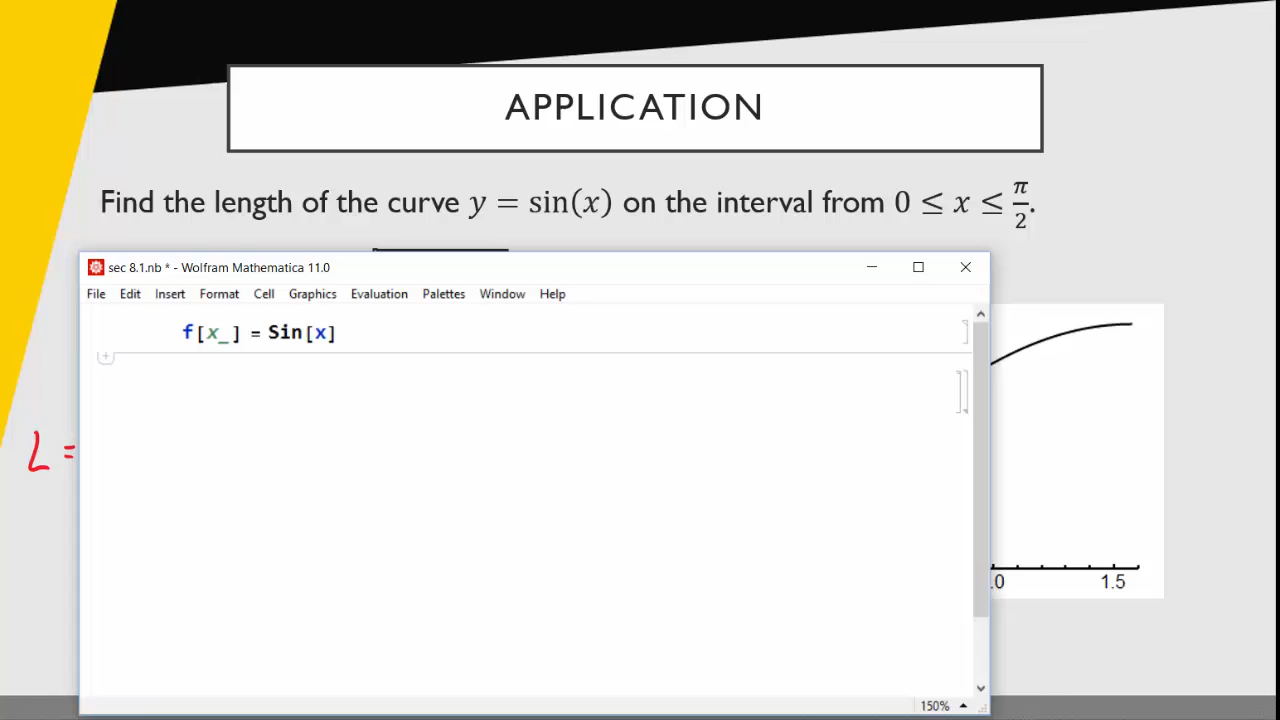 APPLICATION
Find the length of the curve y = sin(x) on the interval from 0 ≤ x ≤ π/2.
sec 8.1.nb * - Wolfram Mathematica 11.0
File Edit Insert Format Cell Graphics Evaluation Palettes Window Help
f[x_] = Sin[x]
L =
.0 1.5
150%